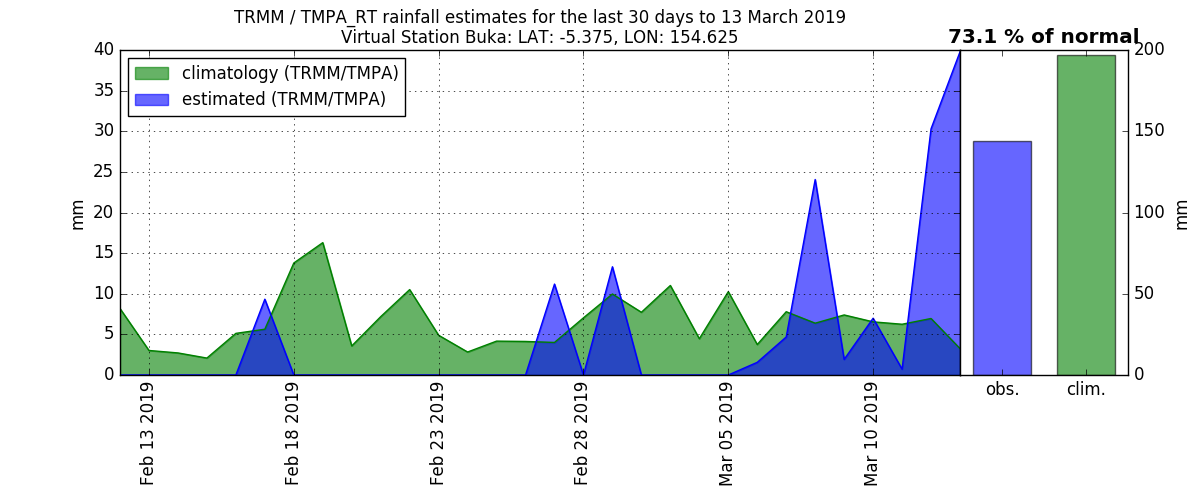 TRMM / TMPA_RT rainfall estimates for the last 30 days to 13 March 2019
Virtual Station Buka: LAT: -5.375, LON: 154.625
73.1 % of normal
climatology (TRMM/TMPA)
estimated (TRMM/TMPA)
40
35
30
25
20
15
10
5
0
mm
Feb 13 2019
Feb 18 2019
Feb 23 2019
Feb 28 2019
Mar 05 2019
Mar 10 2019
obs.
clim.
200
150
100
50
0
mm